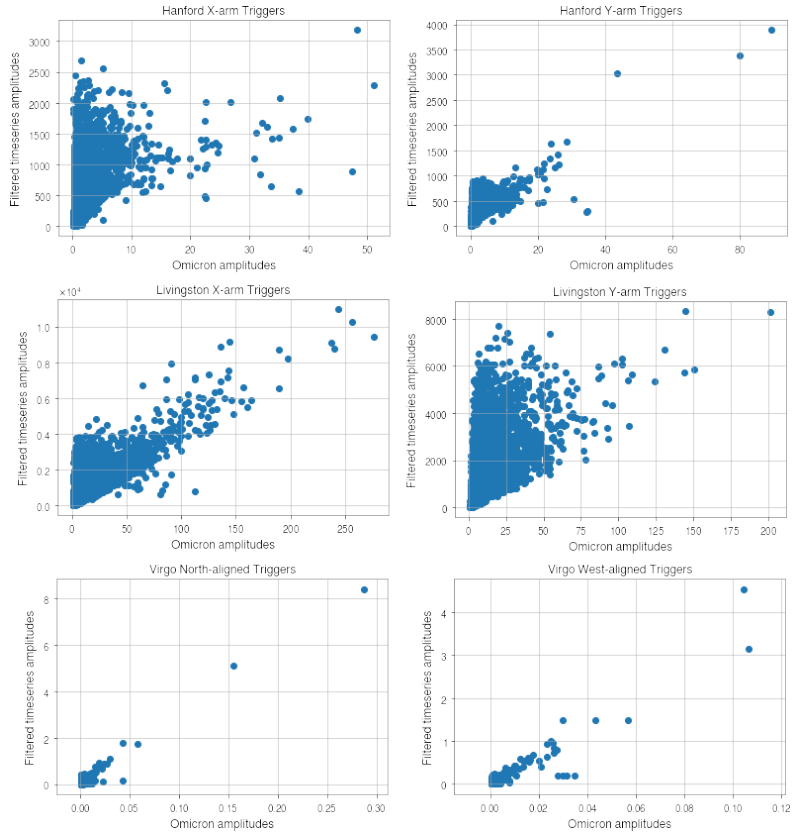 Hanford X-arm Triggers
Filtered timeseries amplitudes
3000
2500
2000
1500
1000
500
0
0 10 20 30 40 50
Omicron amplitudes
Hanford Y-arm Triggers
Filtered timeseries amplitudes
4000
3500
3000
2500
2000
1500
1000
500
0
0 20 40 60 80
Omicron amplitudes
Livingston X-arm Triggers
×10⁴
Filtered timeseries amplitudes
1.0
0.8
0.6
0.4
0.2
0.0
0 50 100 150 200 250
Omicron amplitudes
Livingston Y-arm Triggers
Filtered timeseries amplitudes
8000
6000
4000
2000
0
0 25 50 75 100 125 150 175 200
Omicron amplitudes
Virgo North-aligned Triggers
Filtered timeseries amplitudes
8
6
4
2
0
0.00 0.05 0.10 0.15 0.20 0.25 0.30
Omicron amplitudes
Virgo West-aligned Triggers
Filtered timeseries amplitudes
4
3
2
1
0
0.00 0.02 0.04 0.06 0.08 0.10 0.12
Omicron amplitudes